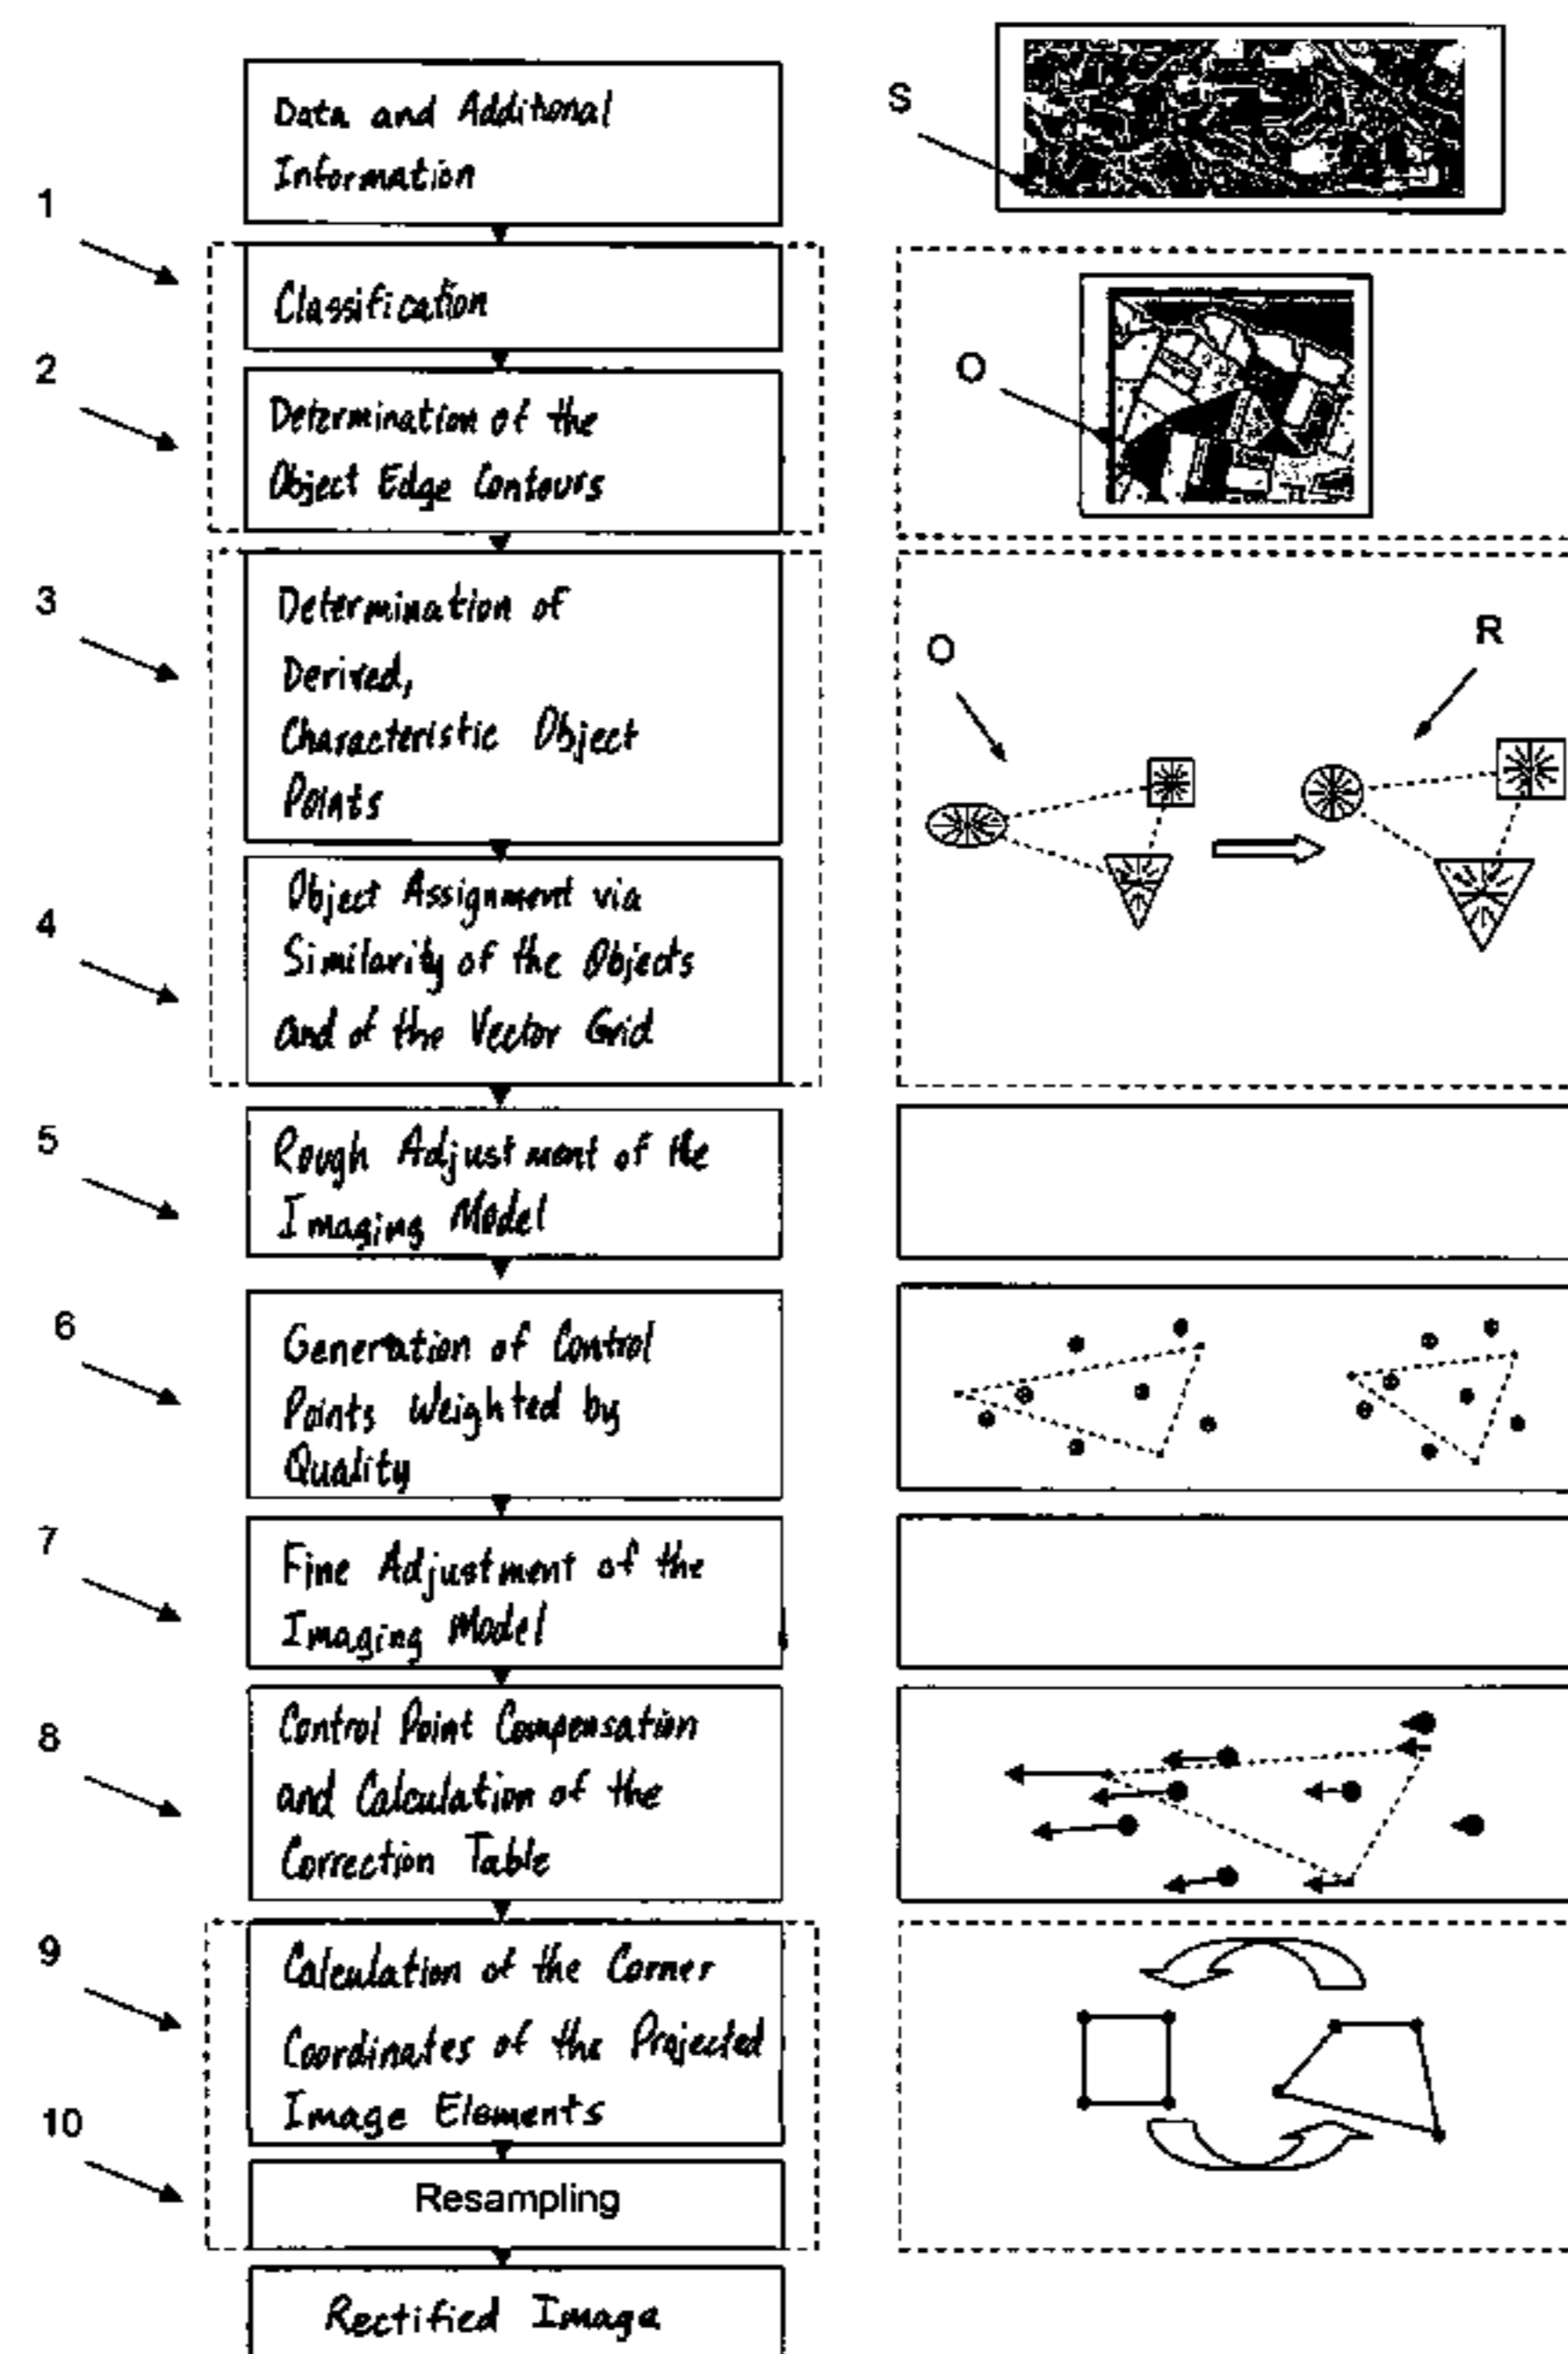 Data and Additional
Information
S
1
Classification
2
Determination of the
Object Edge Contours
O
3
Determination of
Derived,
Characteristic Object
Points
O
R
4
Object Assignment via
Similarity of the Objects
and of the Vector Grid
5
Rough Adjustment of the
Imaging Model
6
Generation of Control
Points Weighted by
Quality
7
Fine Adjustment of the
Imaging Model
8
Control Point Compensation
and Calculation of the
Correction Table
9
Calculation of the Corner
Coordinates of the Projected
Image Elements
10
Resampling
Rectified Image